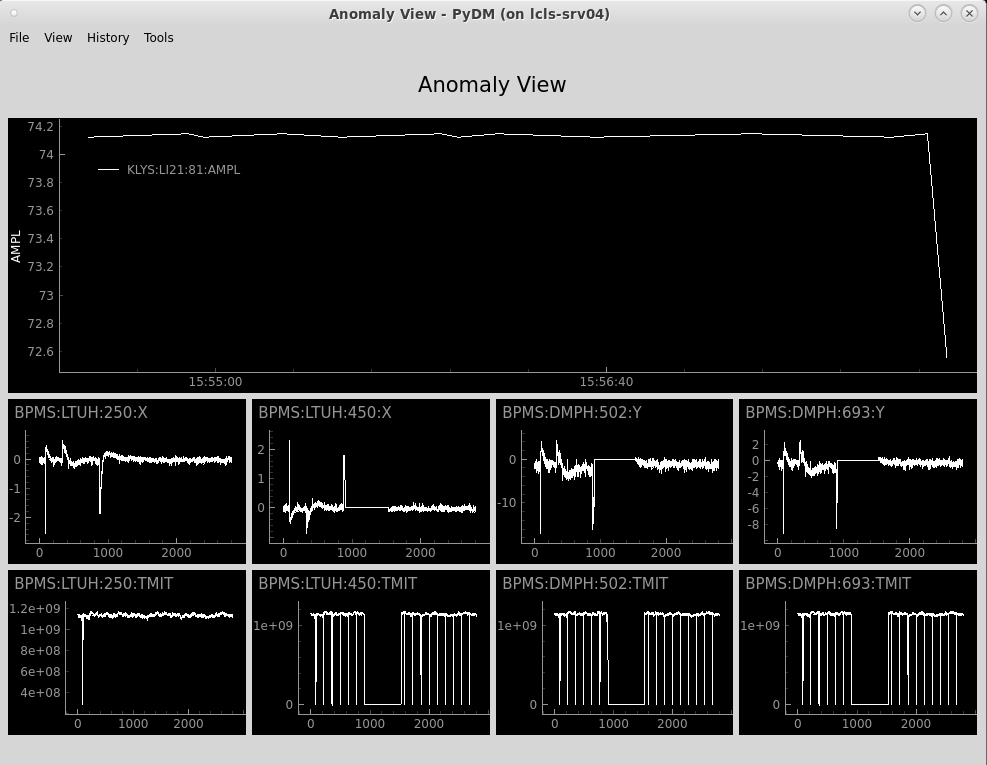 Anomaly View - PyDM (on lcls-srv04)
File View History Tools
Anomaly View
74.2
74
73.8
73.6
73.4
73.2
73
72.8
72.6
AMPL
KLYS:LI21:81:AMPL
15:55:00 15:56:40
BPMS:LTUH:250:X
0
-1
-2
0 1000 2000
BPMS:LTUH:450:X
2
1
0
0 1000 2000
BPMS:DMPH:502:Y
0
-10
0 1000 2000
BPMS:DMPH:693:Y
2
0
-2
-4
-6
-8
0 1000 2000
BPMS:LTUH:250:TMIT
1.2e+09
1e+09
8e+08
6e+08
4e+08
0 1000 2000
BPMS:LTUH:450:TMIT
1e+09
0
0 1000 2000
BPMS:DMPH:502:TMIT
1e+09
0
0 1000 2000
BPMS:DMPH:693:TMIT
1e+09
0
0 1000 2000